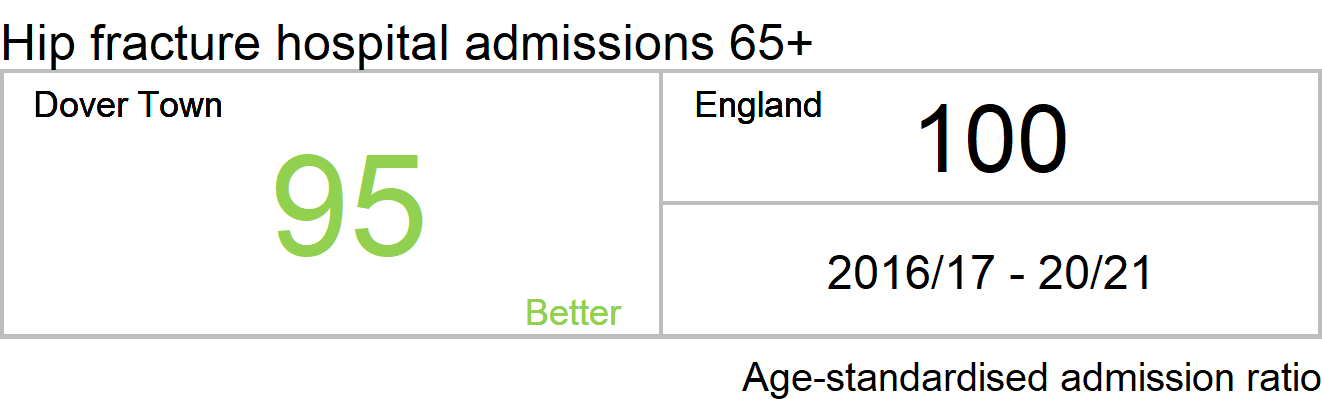 Hip fracture hospital admissions 65+
Dover Town
95
Better
England
100
2016/17 - 20/21
Age-standardised admission ratio